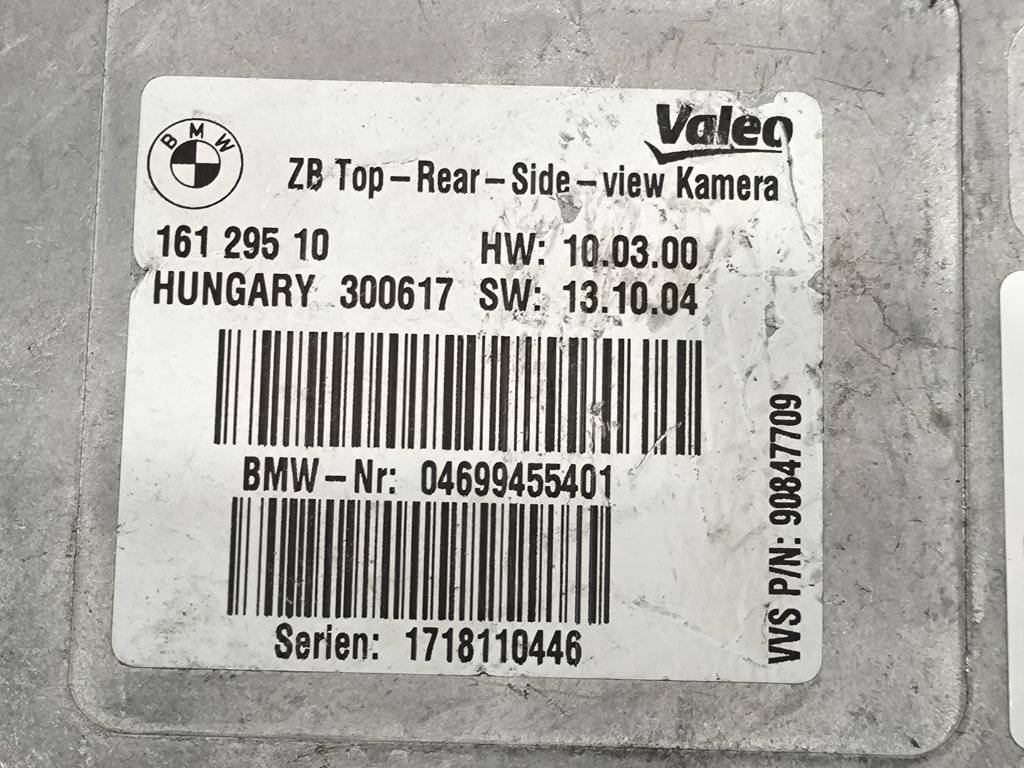 BMW
Valeo
ZB Top-Rear-Side-view Kamera
161 295 10
HW: 10.03.00
HUNGARY 300617
SW: 13.10.04
BMW-Nr: 04699455401
Serien: 1718110446
VVS P/N: 90847709